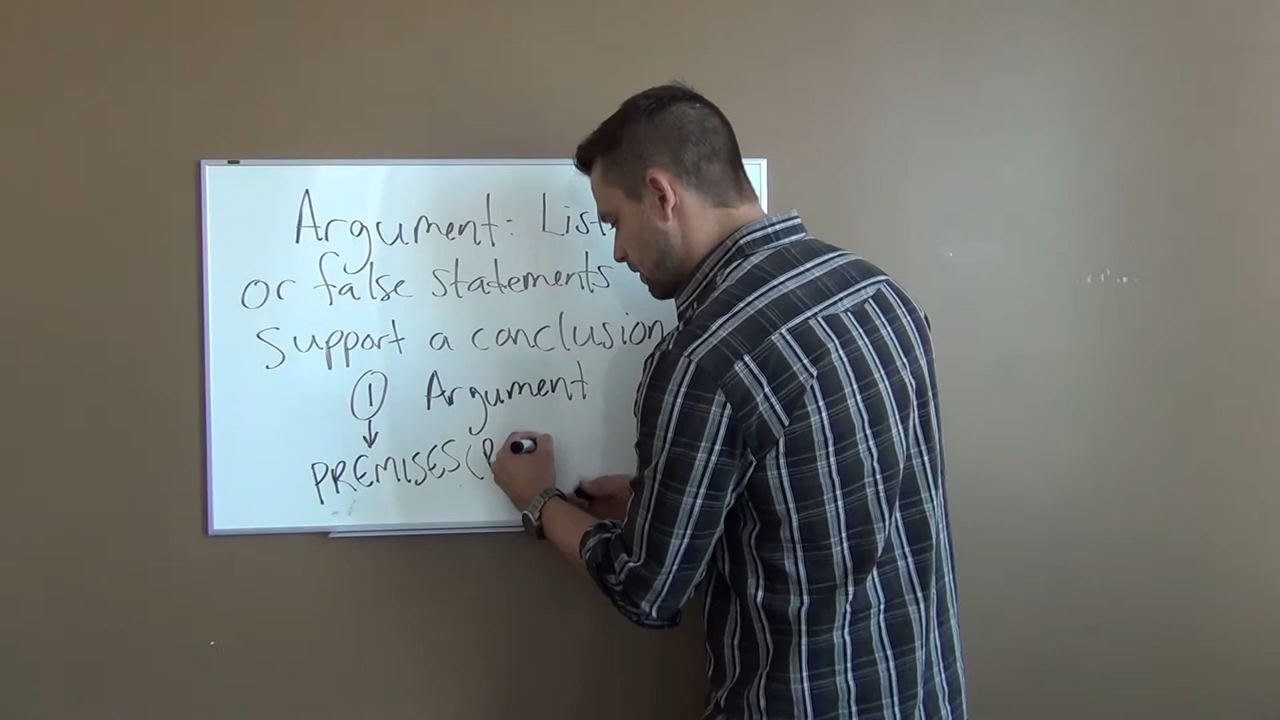 Argument: List
or false statements
support a conclusion
① Argument
PREMISES (